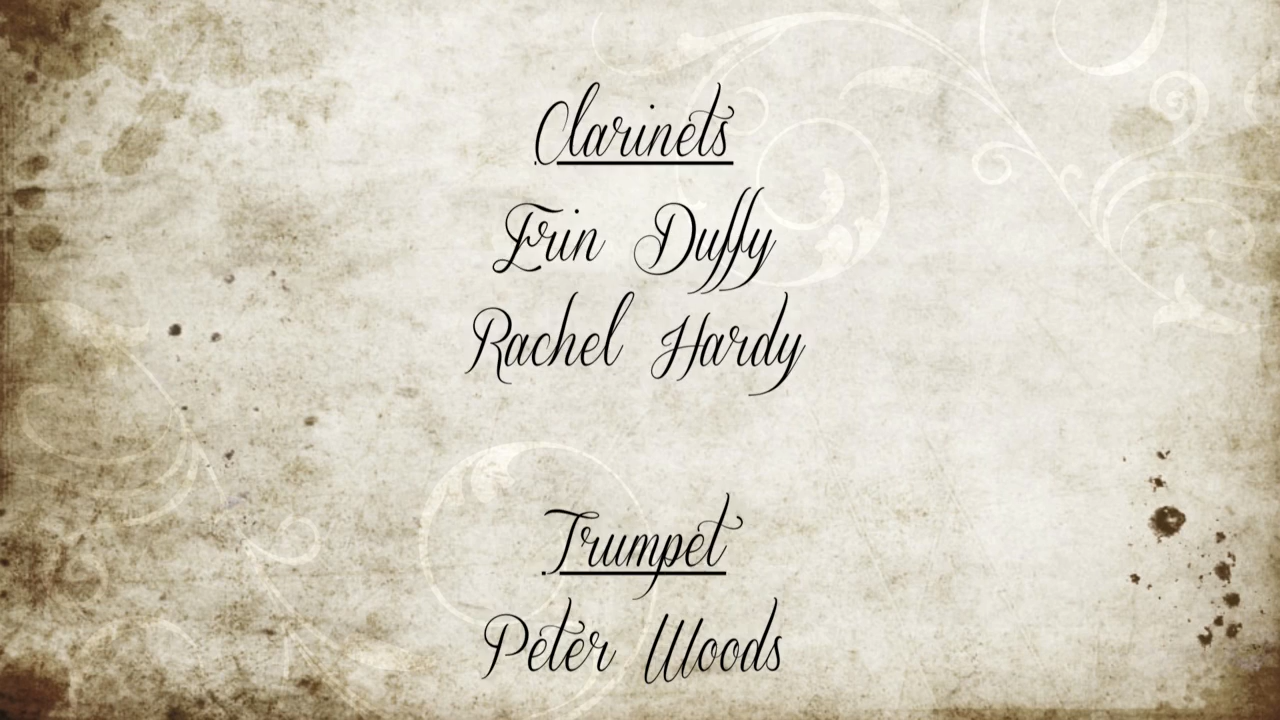 Clarinets
Erin Duffy
Rachel Hardy
Trumpet
Peter Woods